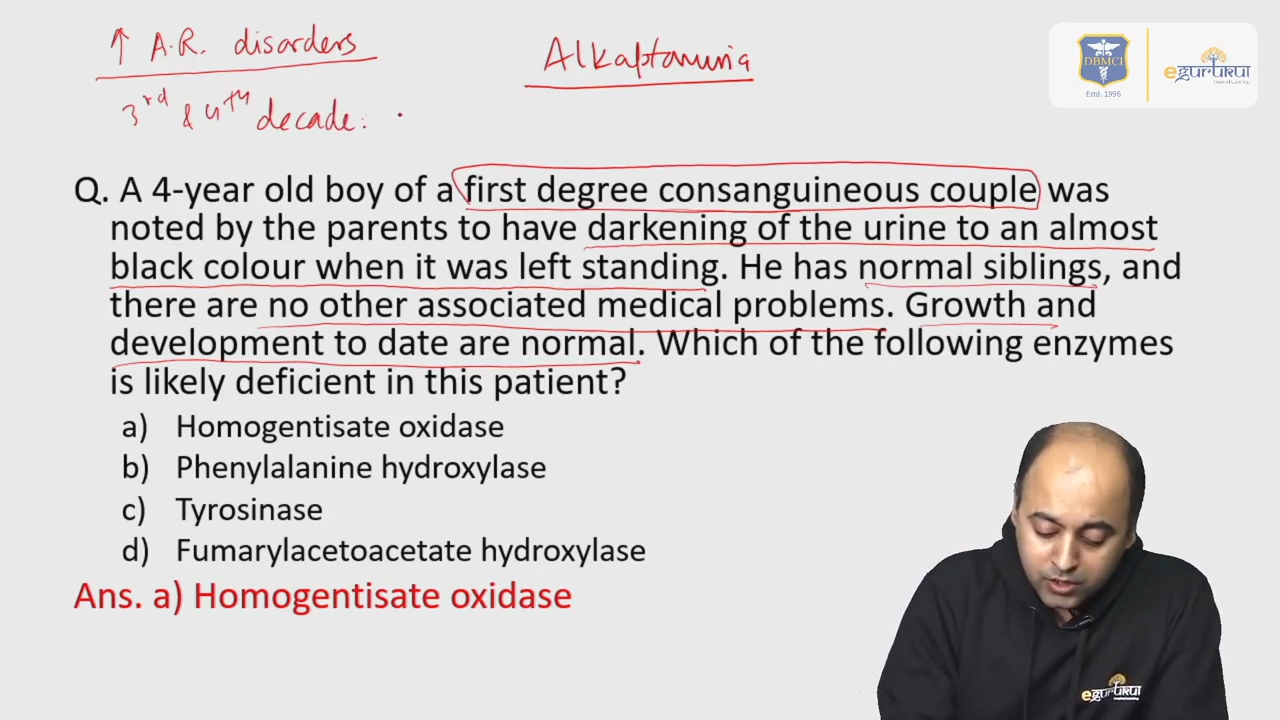 ↑ A.R. disorders
Alkaptonuria
3rd & 4th decade:
DBMCI
Estd. 1996
egurukul
Q. A 4-year old boy of a first degree consanguineous couple was
noted by the parents to have darkening of the urine to an almost
black colour when it was left standing. He has normal siblings, and
there are no other associated medical problems. Growth and
development to date are normal. Which of the following enzymes
is likely deficient in this patient?
a) Homogentisate oxidase
b) Phenylalanine hydroxylase
c) Tyrosinase
d) Fumarylacetoacetate hydroxylase
Ans. a) Homogentisate oxidase
egurukul